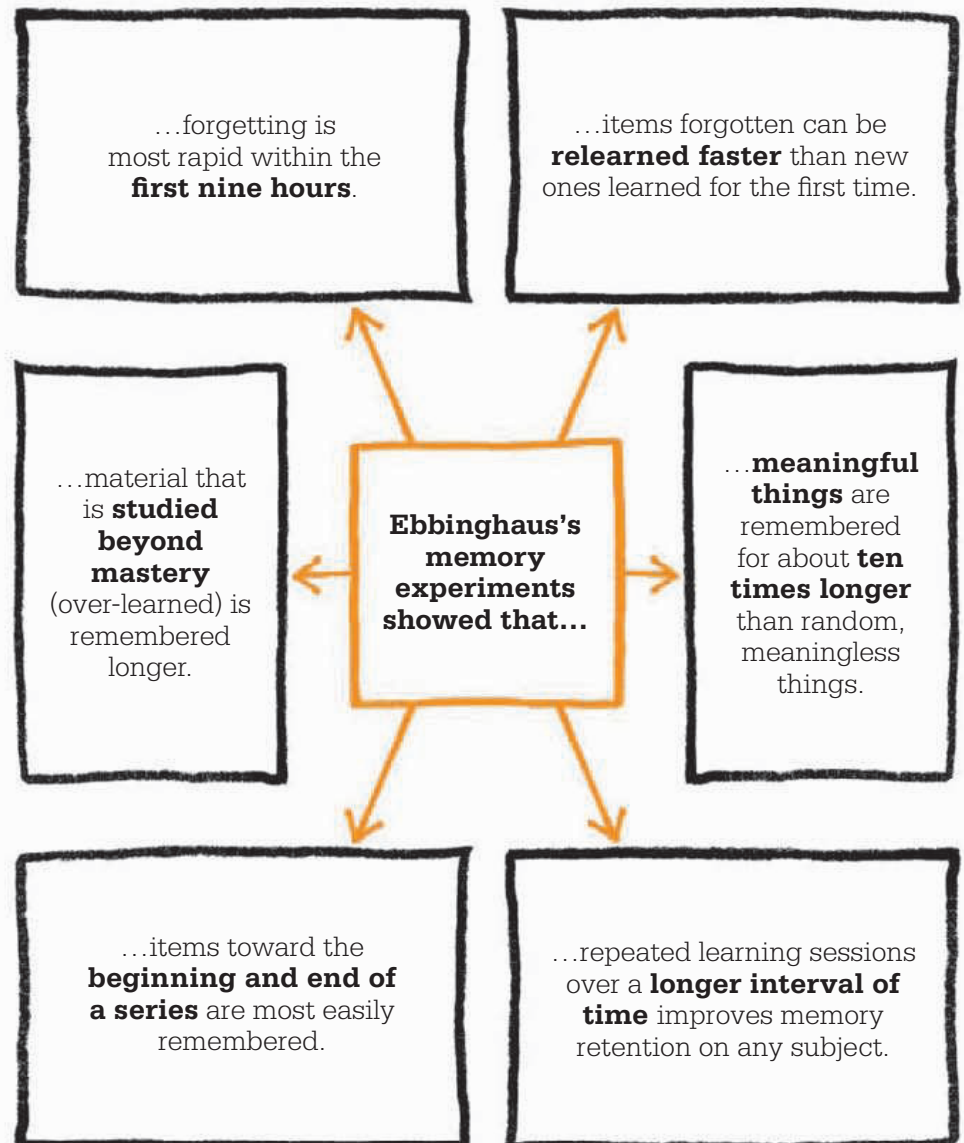 …forgetting is
most rapid within the
first nine hours.
…items forgotten can be
relearned faster than new
ones learned for the first time.
…material that
is studied
beyond
mastery
(over-learned) is
remembered
longer.
Ebbinghaus's
memory
experiments
showed that…
…meaningful
things are
remembered
for about ten
times longer
than random,
meaningless
things.
…items toward the
beginning and end of
a series are most easily
remembered.
…repeated learning sessions
over a longer interval of
time improves memory
retention on any subject.